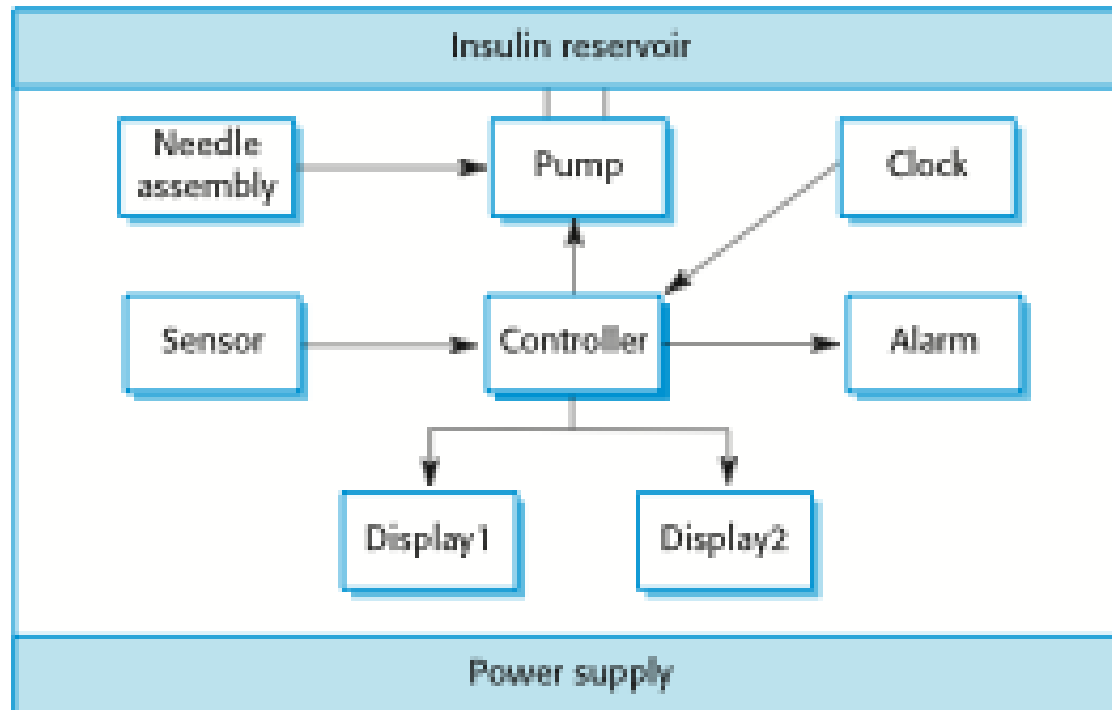 Insulin reservoir
Needle
assembly
Pump
Clock
Sensor
Controller
Alarm
Display1
Display2
Power supply